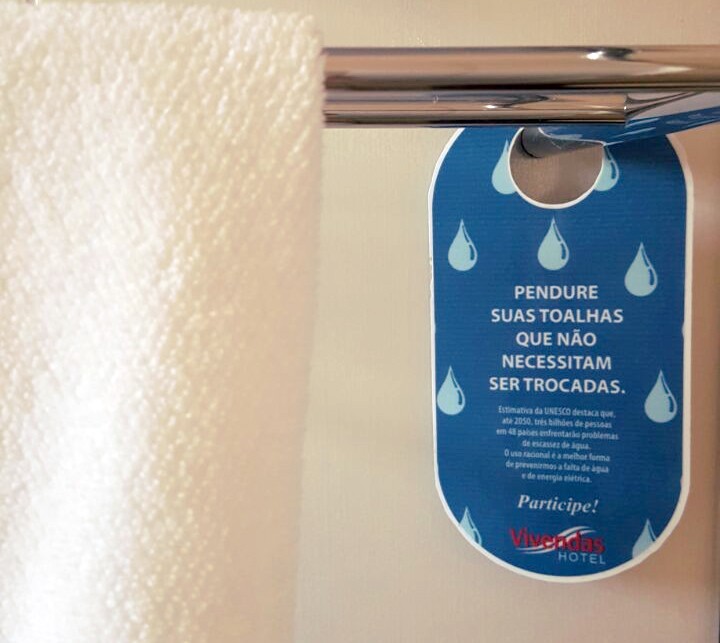 PENDURE
SUAS TOALHAS
QUE NÃO
NECESSITAM
SER TROCADAS.
Estimativa da UNESCO destaca que,
até 2050, três bilhões de pessoas
em 48 países enfrentarão problemas
de escassez de água.
O uso racional é a melhor forma
de prevenirmos a falta de água
e de energia elétrica.
Participe!
Vivendas
HOTEL